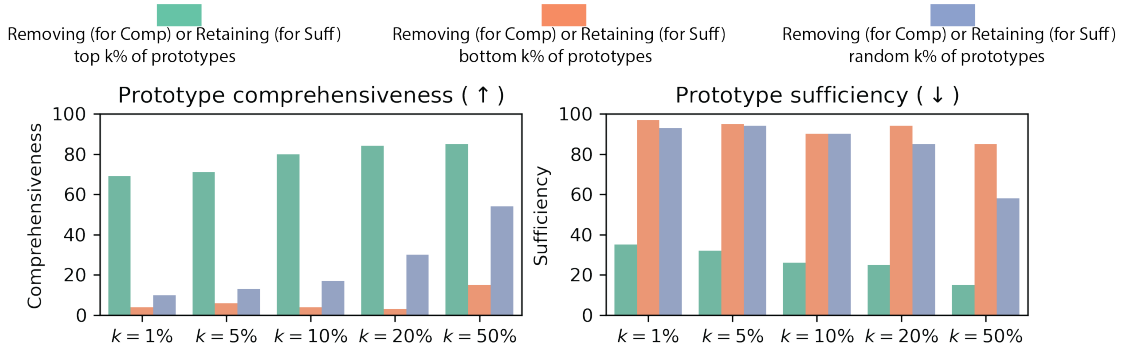 Removing (for Comp) or Retaining (for Suff)
top k% of prototypes
Removing (for Comp) or Retaining (for Suff)
bottom k% of prototypes
Removing (for Comp) or Retaining (for Suff)
random k% of prototypes
Prototype comprehensiveness ( ↑ )
Comprehensiveness
100
80
60
40
20
0
k = 1%
k = 5%
k = 10%
k = 20%
k = 50%
Prototype sufficiency ( ↓ )
Sufficiency
100
80
60
40
20
0
k = 1%
k = 5%
k = 10%
k = 20%
k = 50%